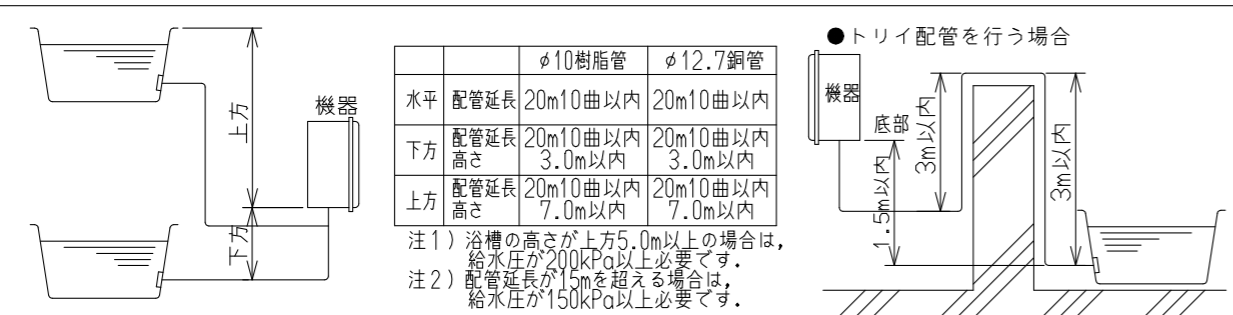 上方
下方
機器
φ10樹脂管 φ12.7銅管
水平 配管延長 20m10曲以内 20m10曲以内
下方 配管延長 20m10曲以内 20m10曲以内
高さ 3.0m以内 3.0m以内
上方 配管延長 20m10曲以内 20m10曲以内
高さ 7.0m以内 7.0m以内
注1)浴槽の高さが上方5.0m以上の場合は,
給水圧が200kPa以上必要です.
注2)配管延長が15mを超える場合は,
給水圧が150kPa以上必要です.
●トリイ配管を行う場合
機器
底部
1.5m以内
3m以内
3m以内